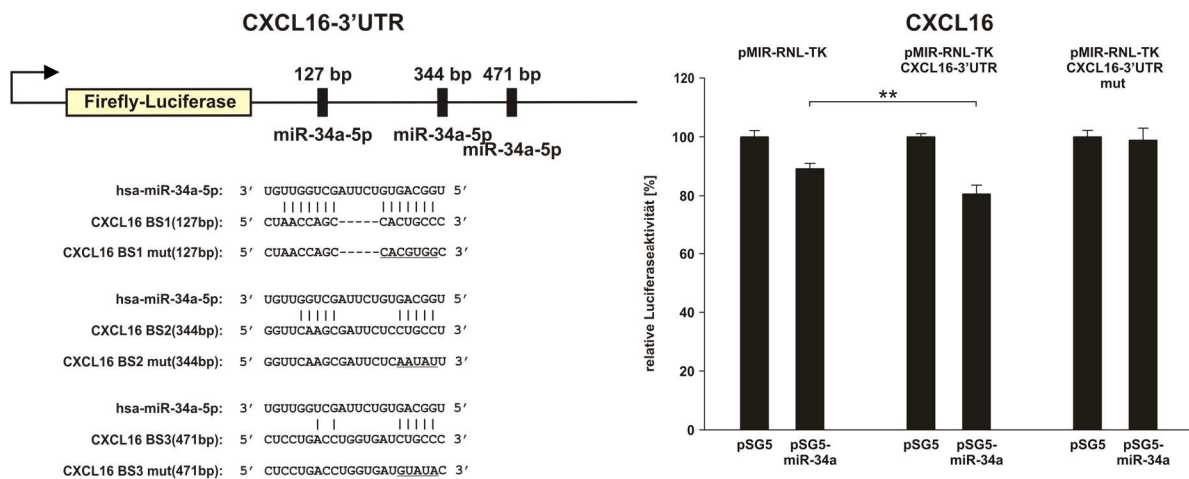 CXCL16-3’UTR
127 bp 344 bp 471 bp
Firefly-Luciferase
miR-34a-5p miR-34a-5p
miR-34a-5p
hsa-miR-34a-5p: 3’ UGUUGGUCGAUUCUGUGACGGU 5’
CXCL16 BS1(127bp): 5’ CUAACCAGC-----CACUGCCC 3’
CXCL16 BS1 mut(127bp): 5’ CUAACCAGC-----CACGUGGC 3’
hsa-miR-34a-5p: 3’ UGUUGGUCGAUUCUGUGACGGU 5’
CXCL16 BS2(344bp): 5’ GGUUCAAGCGAUUCUCCUGCCU 3’
CXCL16 BS2 mut(344bp): 5’ GGUUCAAGCGAUUCUCAAUAUU 3’
hsa-miR-34a-5p: 3’ UGUUGGUCGAUUCUGUGACGGU 5’
CXCL16 BS3(471bp): 5’ CUCCUGACCUGGUGAUCUGCCC 3’
CXCL16 BS3 mut(471bp): 5’ CUCCUGACCUGGUGAUGUAUAC 3’
CXCL16
pMIR-RNL-TK
pMIR-RNL-TK
CXCL16-3’UTR
pMIR-RNL-TK
CXCL16-3’UTR
mut
relative Luciferaseaktivität [%]
120
100
80
60
40
20
0
**
pSG5 pSG5-
miR-34a
pSG5 pSG5-
miR-34a
pSG5 pSG5-
miR-34a